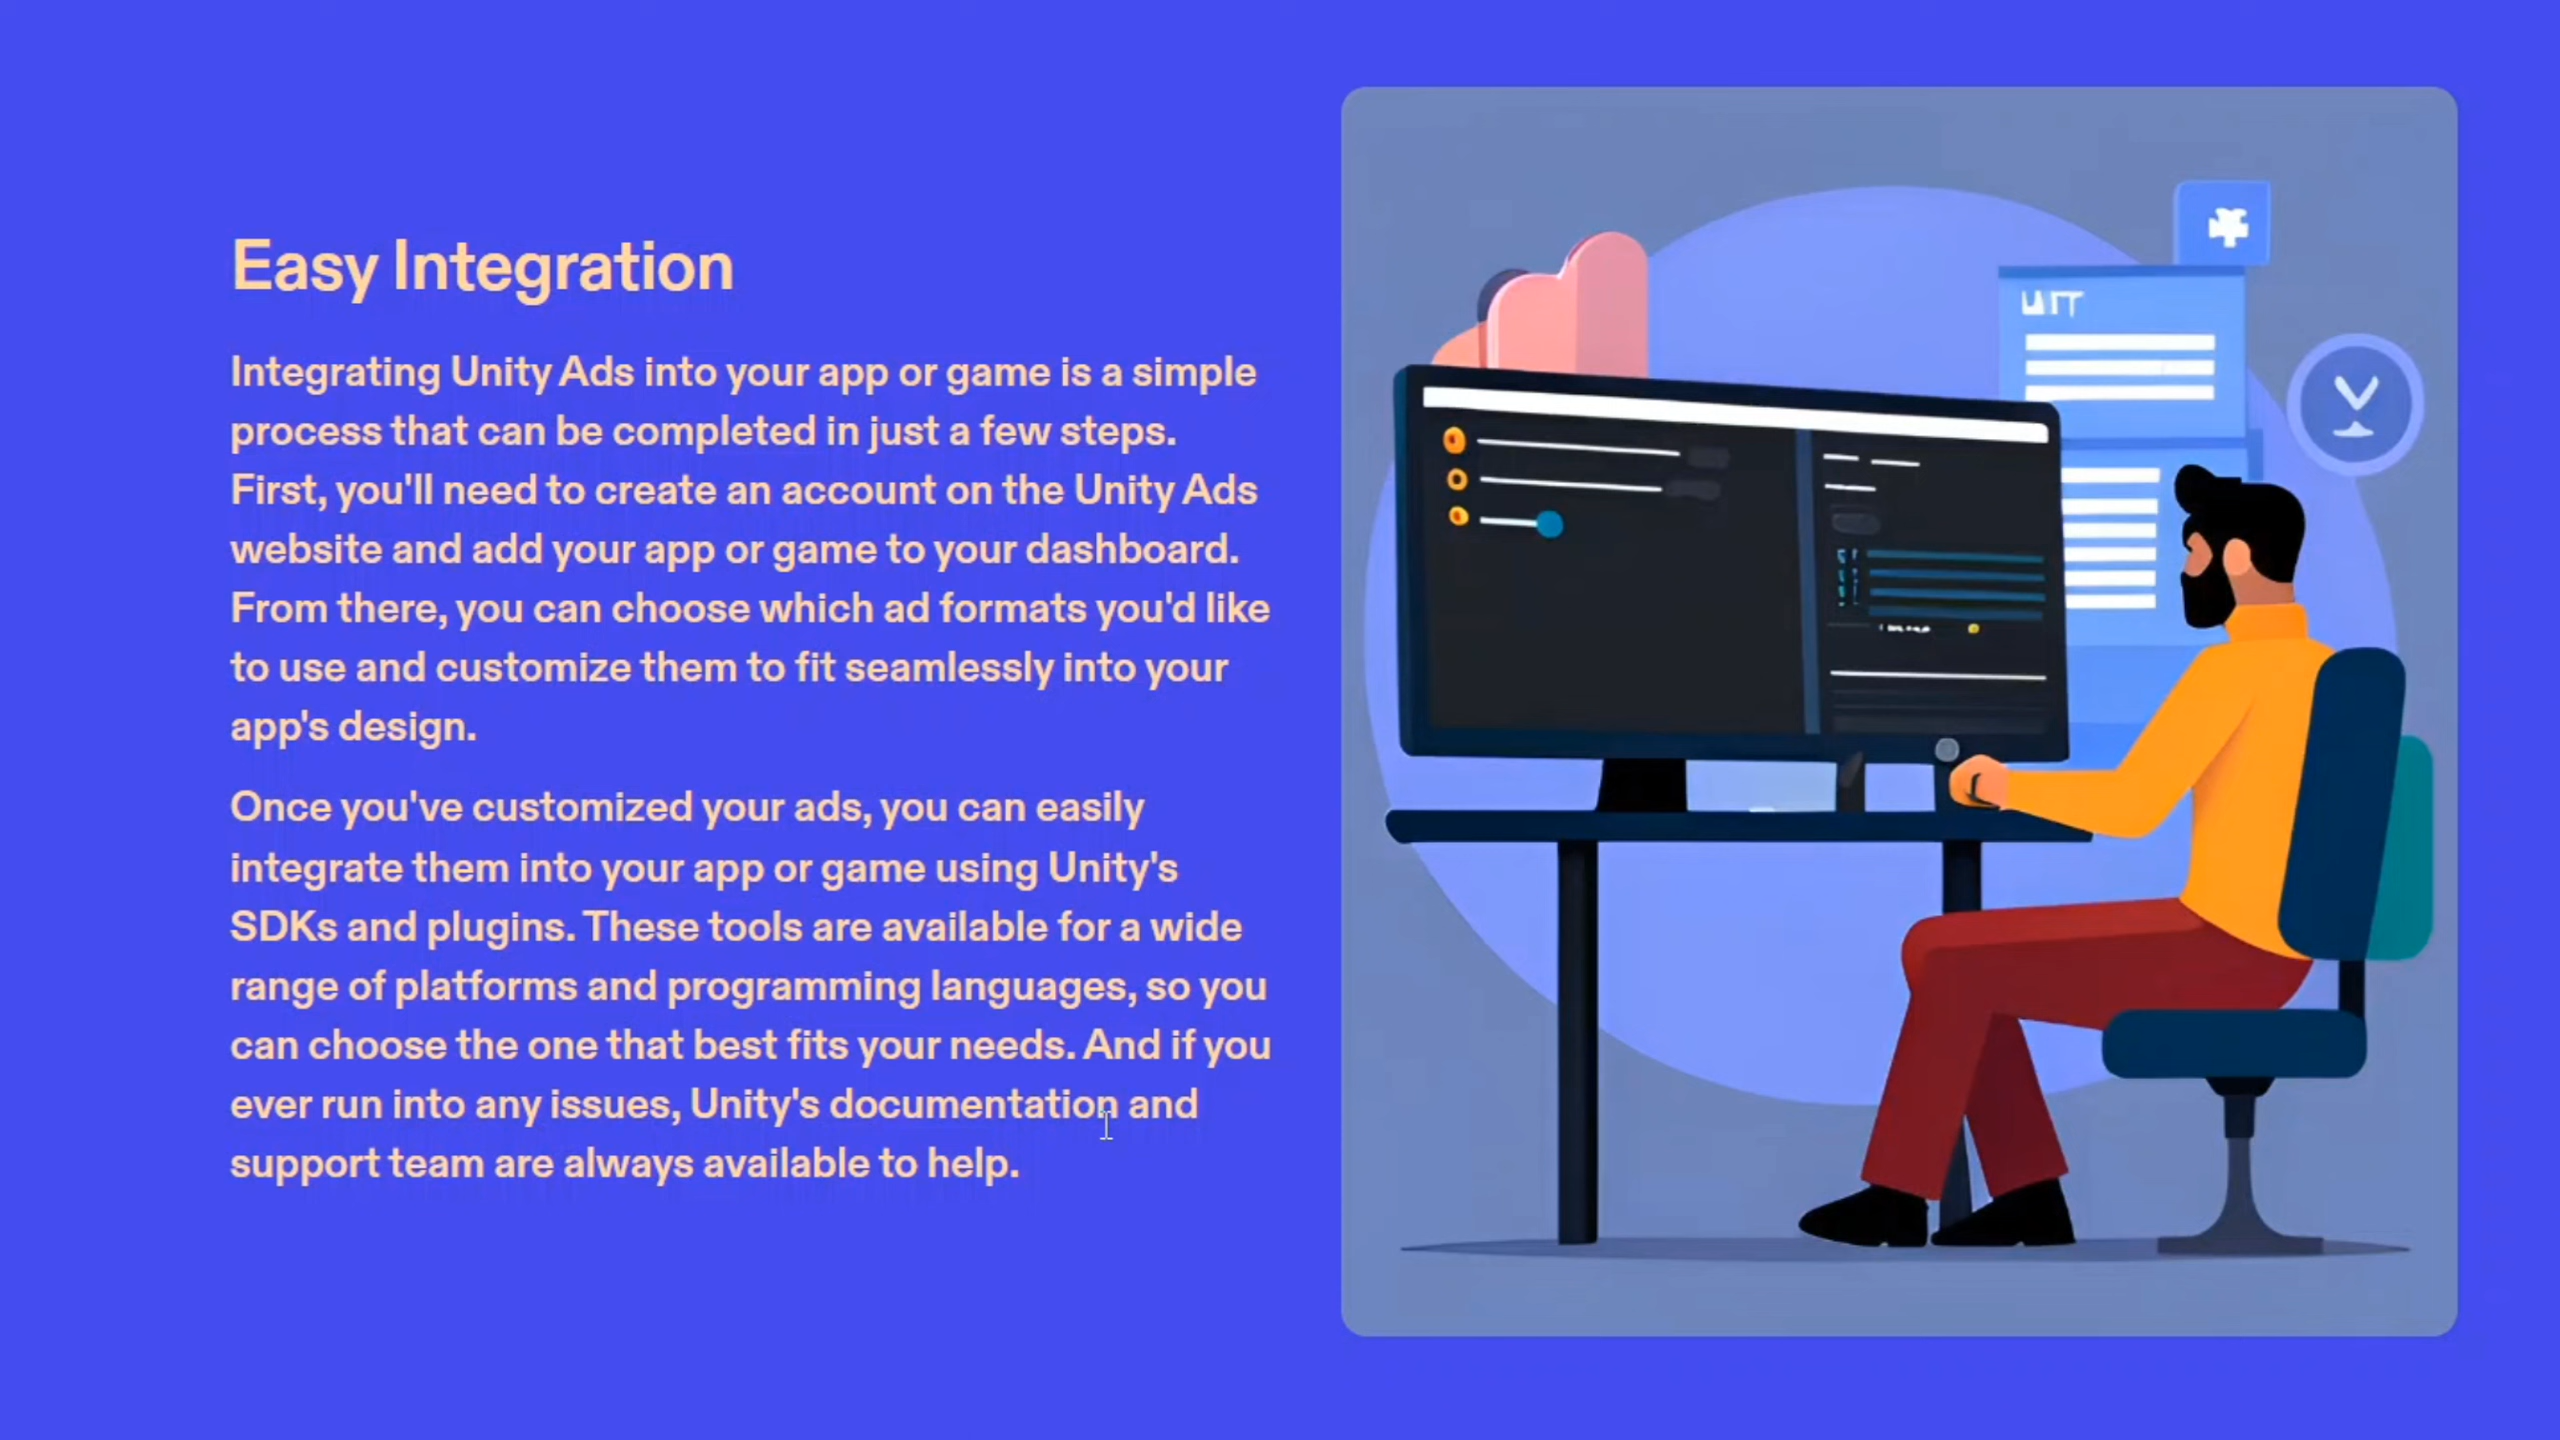 Easy Integration
Integrating Unity Ads into your app or game is a simple
process that can be completed in just a few steps.
First, you'll need to create an account on the Unity Ads
website and add your app or game to your dashboard.
From there, you can choose which ad formats you'd like
to use and customize them to fit seamlessly into your
app's design.
Once you've customized your ads, you can easily
integrate them into your app or game using Unity's
SDKs and plugins. These tools are available for a wide
range of platforms and programming languages, so you
can choose the one that best fits your needs. And if you
ever run into any issues, Unity's documentation and
support team are always available to help.